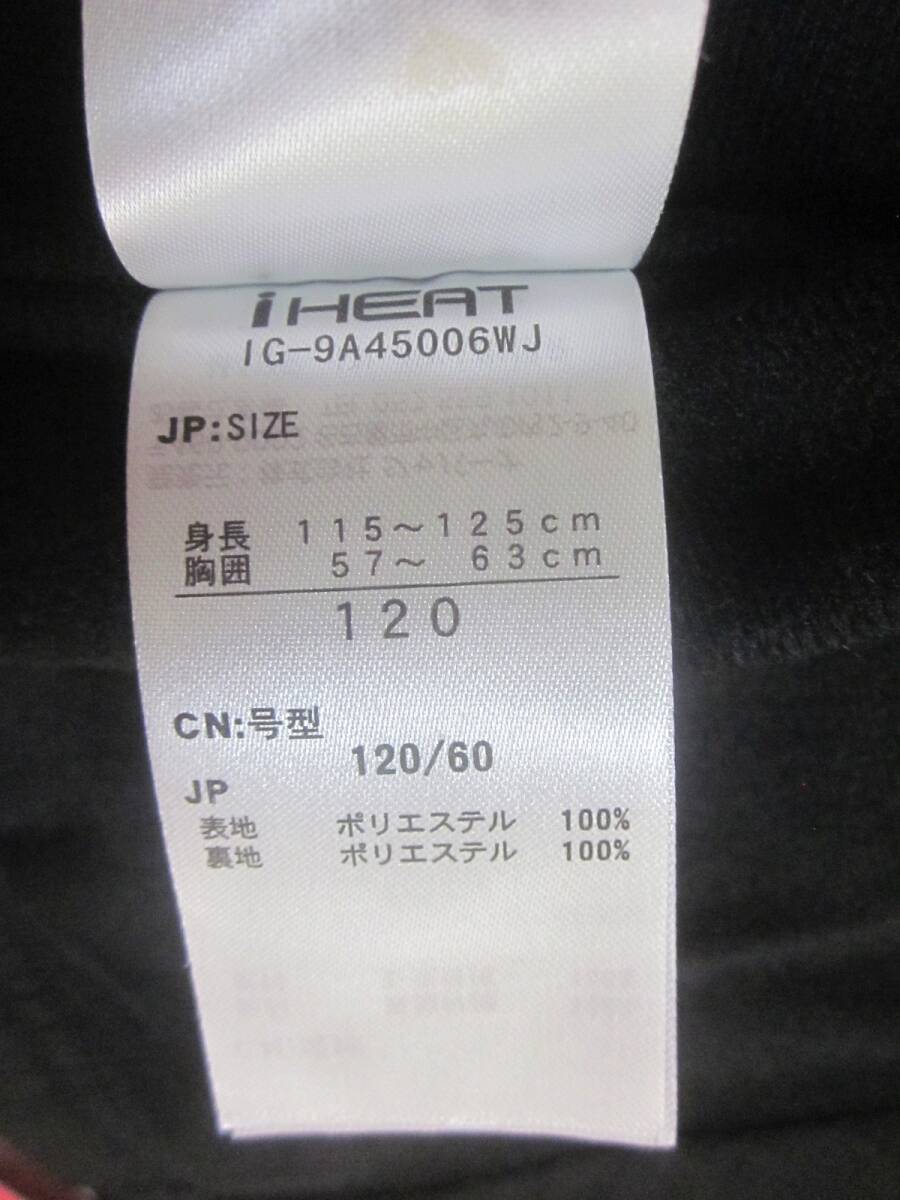 iHEAT
IG-9A45006WJ
JP:SIZE
身長 115~125cm
胸囲 57~ 63cm
120
CN:号型
120/60
JP
表地 ポリエステル 100%
裏地 ポリエステル 100%